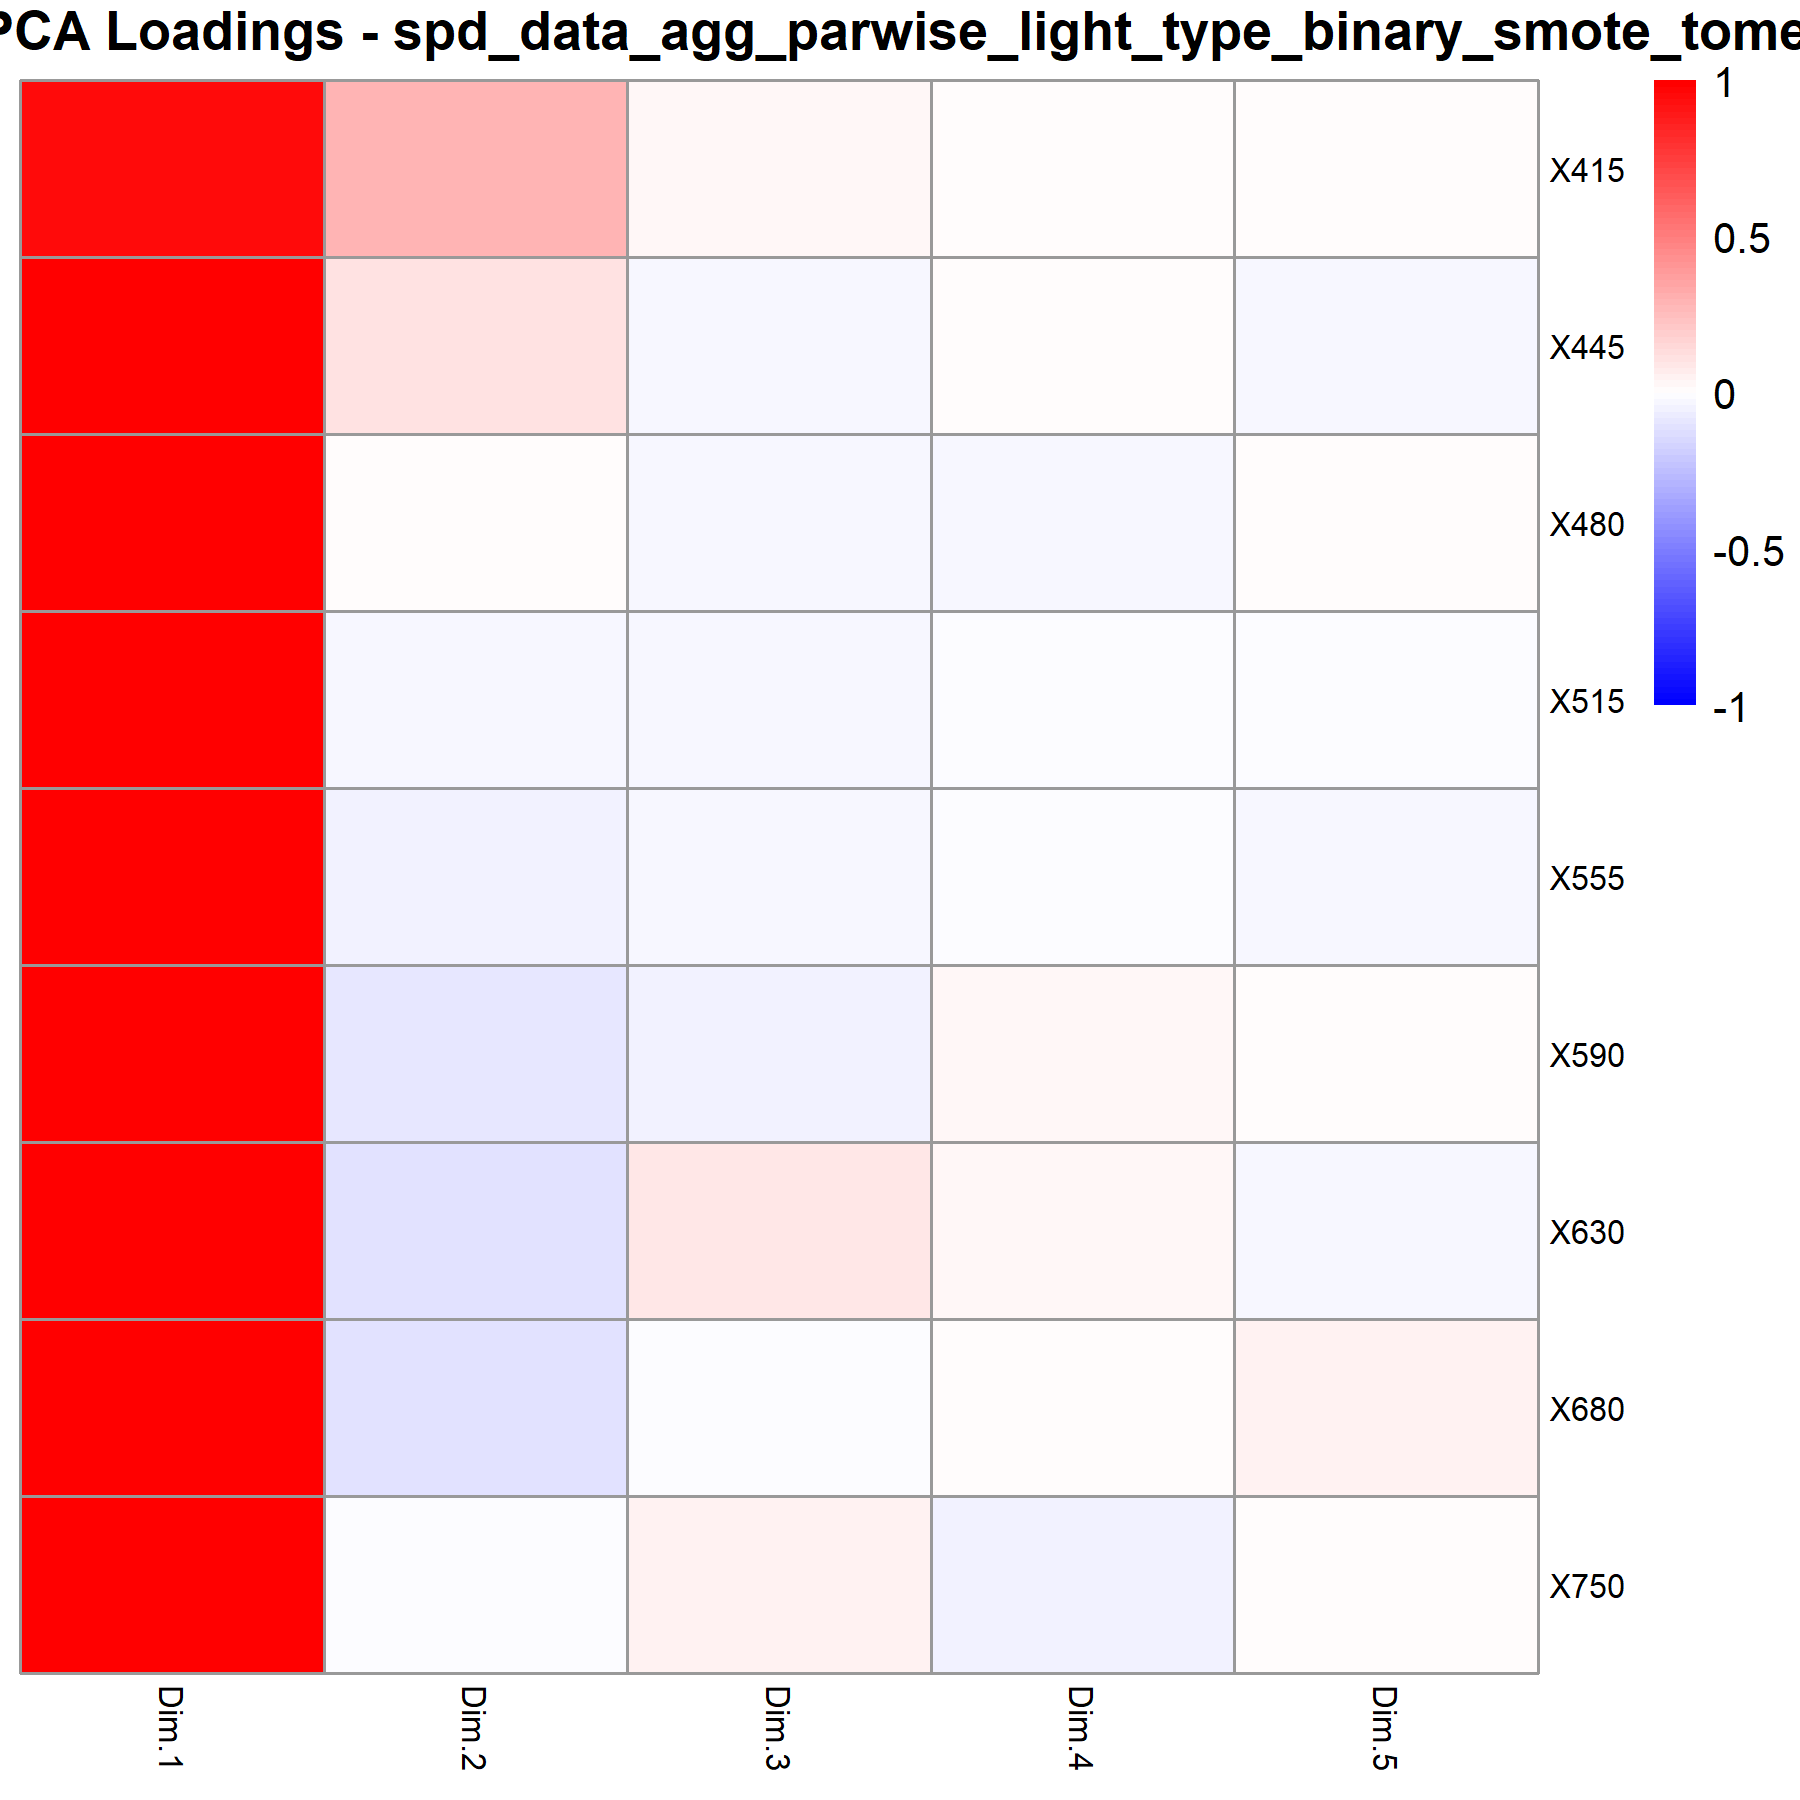 PCA Loadings - spd_data_agg_parwise_light_type_binary_smote_tome
1
0.5
0
-0.5
-1
X415
X445
X480
X515
X555
X590
X630
X680
X750
Dim.1
Dim.2
Dim.3
Dim.4
Dim.5